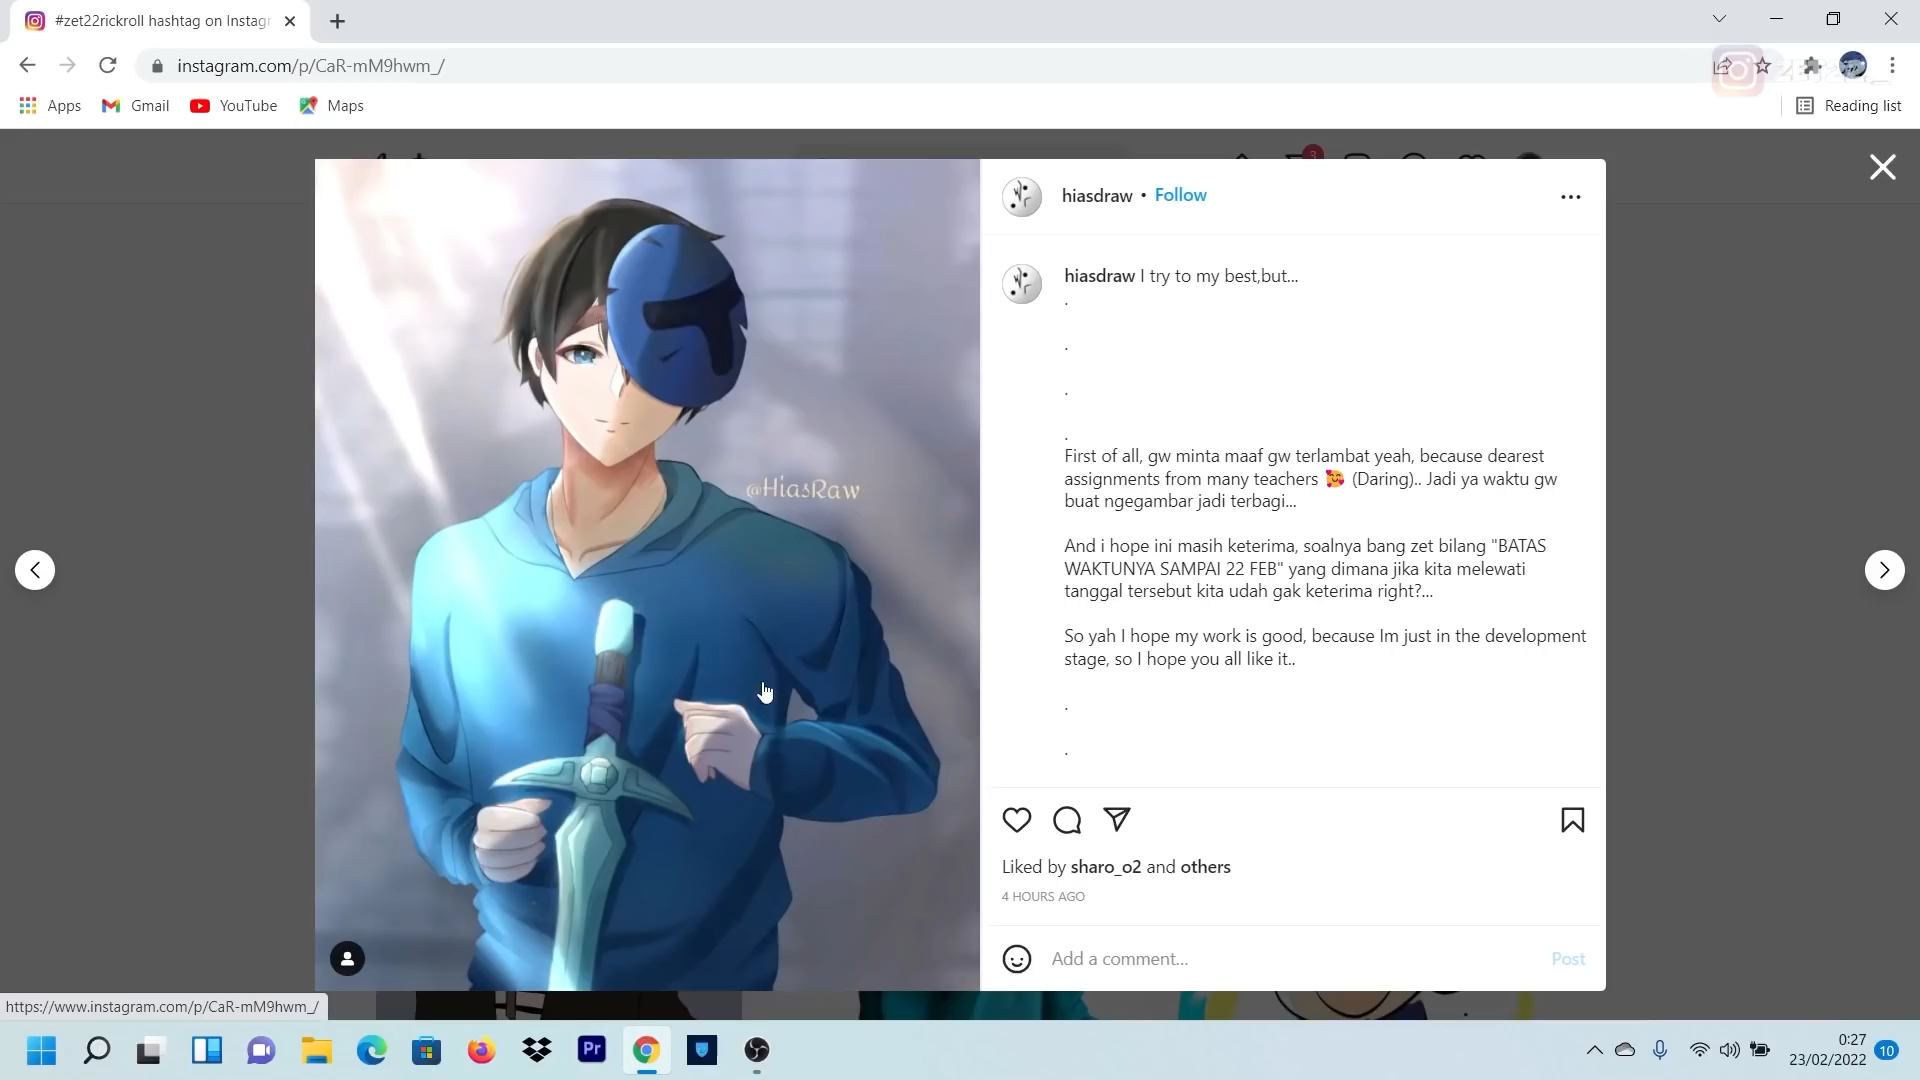 #zet22rickroll hashtag on Instagr
instagram.com/p/CaR-mM9hwm_/
Apps
Gmail
YouTube
Maps
Reading list
3
hiasdraw • Follow
hiasdraw I try to my best,but...
.
.
.
.
First of all, gw minta maaf gw terlambat yeah, because dearest
assignments from many teachers 🥰 (Daring).. Jadi ya waktu gw
buat ngegambar jadi terbagi...
And i hope ini masih keterima, soalnya bang zet bilang "BATAS
WAKTUNYA SAMPAI 22 FEB" yang dimana jika kita melewati
tanggal tersebut kita udah gak keterima right?...
So yah I hope my work is good, because Im just in the development
stage, so I hope you all like it..
.
.
@HiasRaw
Liked by sharo_o2 and others
4 HOURS AGO
Add a comment...
Post
https://www.instagram.com/p/CaR-mM9hwm_/
Pr
0:27
23/02/2022
10